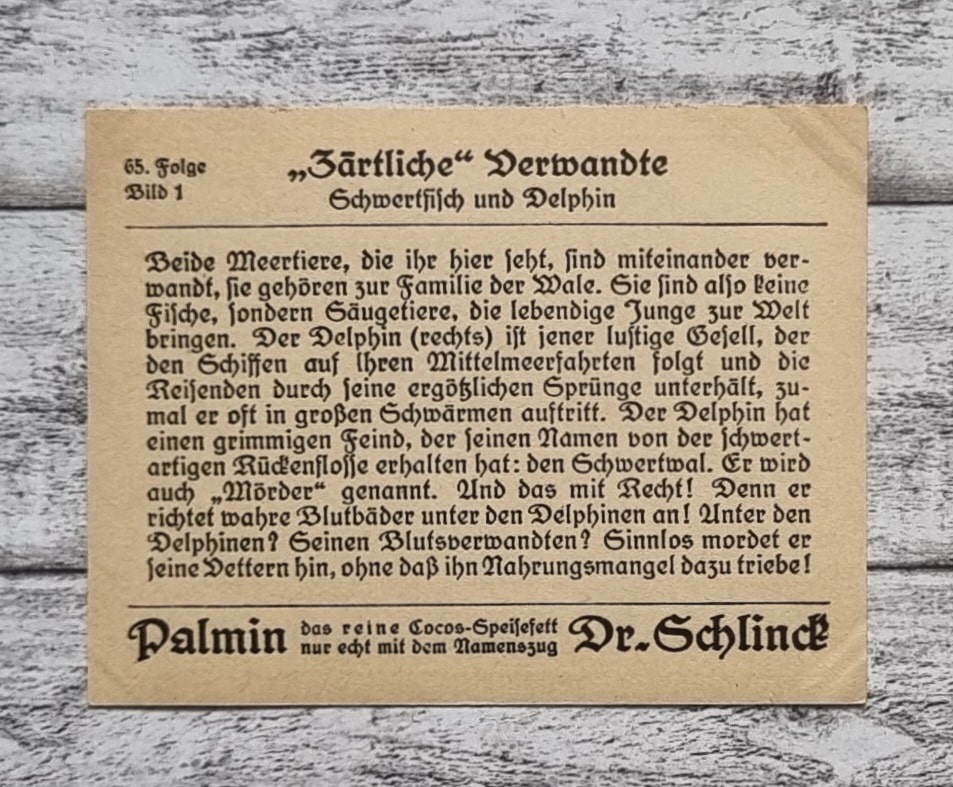 65. Folge
Bild 1
„Zärtliche“ Verwandte
Schwertfisch und Delphin
Beide Meertiere, die ihr hier seht, sind miteinander ver-
wandt, sie gehören zur Familie der Wale. Sie sind also keine
Fische, sondern Säugetiere, die lebendige Junge zur Welt
bringen. Der Delphin (rechts) ist jener lustige Gesell, der
den Schiffen auf Ihren Mittelmeerfahrten folgt und die
Reisenden durch seine ergötzlichen Sprünge unterhält, zu-
mal er oft in großen Schwärmen auftritt. Der Delphin hat
einen grimmigen Feind, der seinen Namen von der schwert-
artigen Rückenflosse erhalten hat: den Schwertwal. Er wird
auch „Mörder“ genannt. Und das mit Recht! Denn er
richtet wahre Blutbäder unter den Delphinen an! Unter den
Delphinen? Seinen Blutsverwandten? Sinnlos mordet er
seine Vettern hin, ohne daß ihn Nahrungsmangel dazu triebe!
Palmin das reine Cocos-Speisefett Dr. Schlinck
nur echt mit dem Namenszug